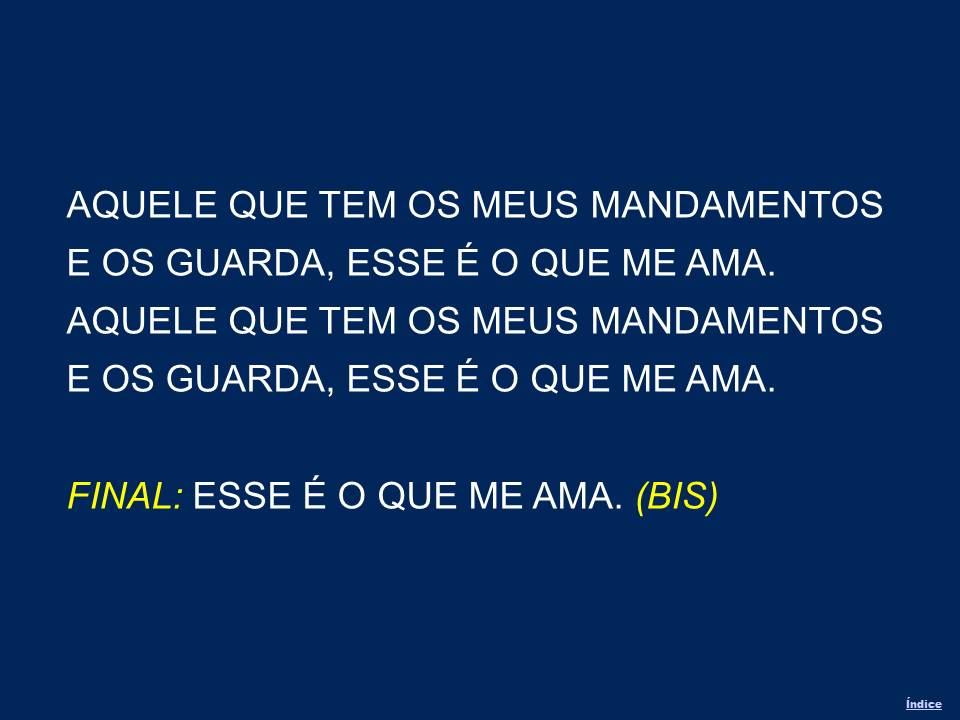 AQUELE QUE TEM OS MEUS MANDAMENTOS
E OS GUARDA, ESSE É O QUE ME AMA.
AQUELE QUE TEM OS MEUS MANDAMENTOS
E OS GUARDA, ESSE É O QUE ME AMA.
FINAL: ESSE É O QUE ME AMA. (BIS)
Índice